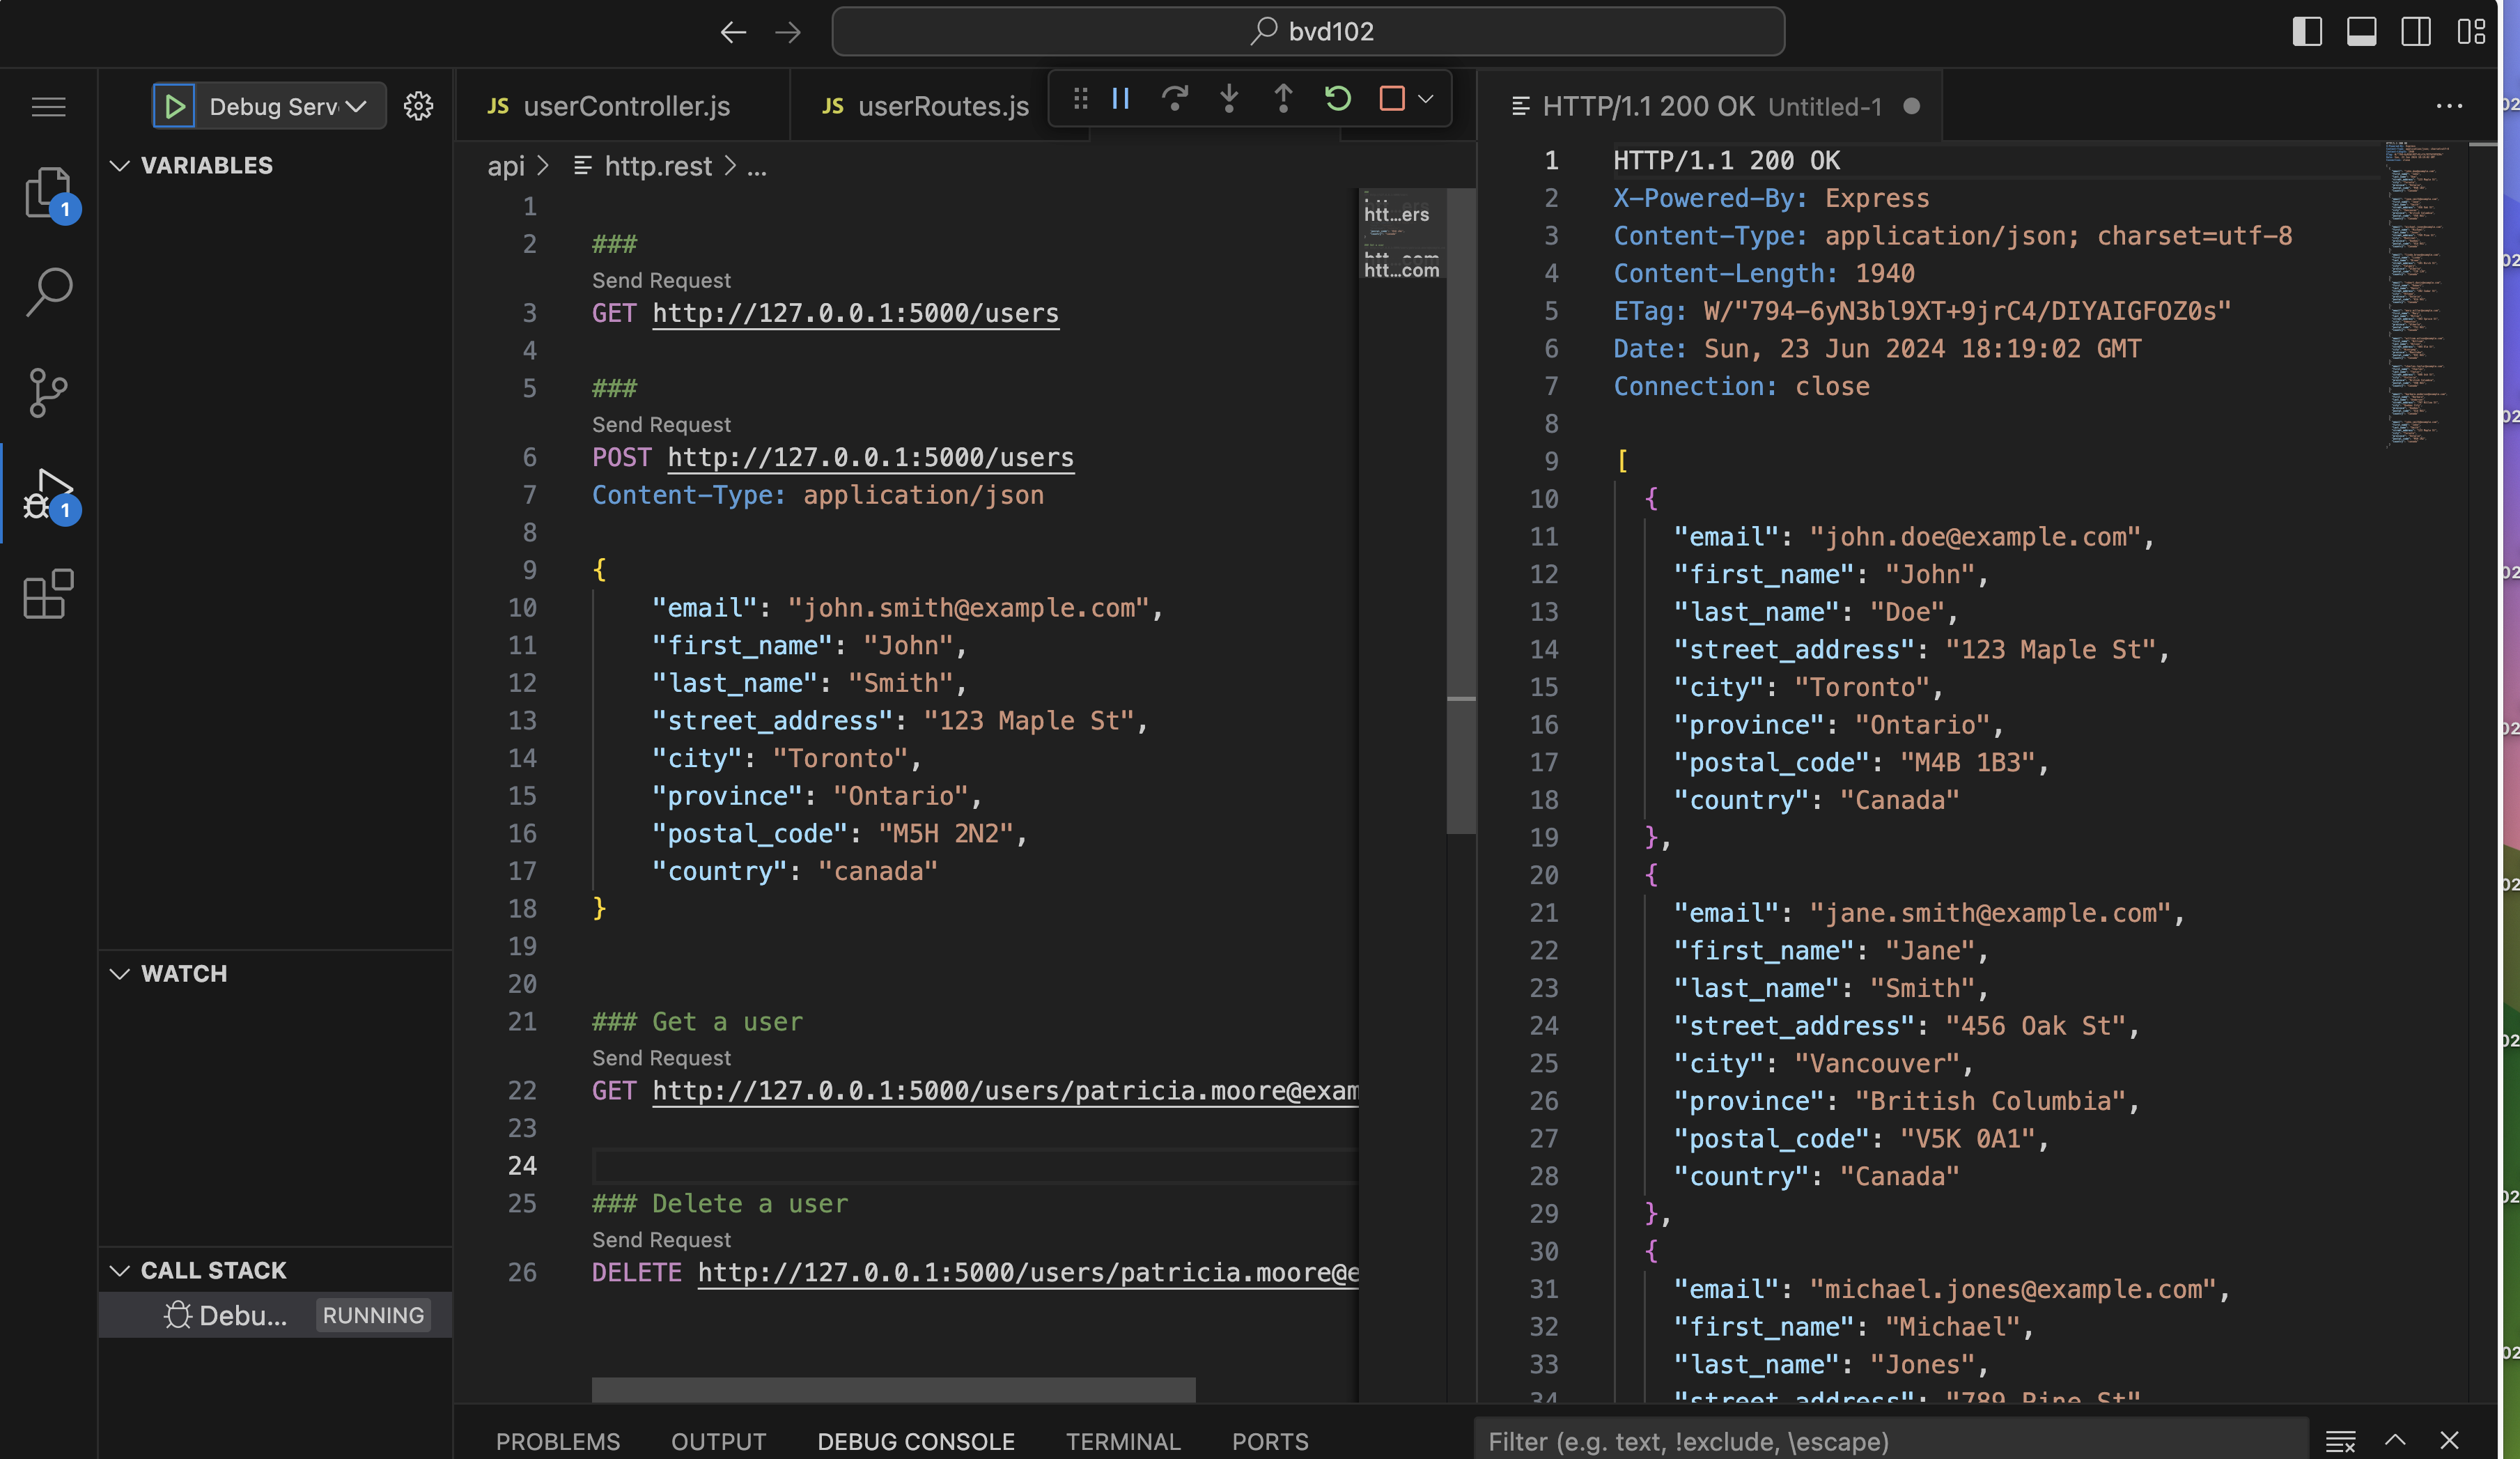 bvd102
Debug Serv
JS userController.js
JS userRoutes.js
HTTP/1.1 200 OK Untitled-1
...
VARIABLES
1
1
WATCH
CALL STACK
Debu... RUNNING
api > http.rest > ...
1
2 ###
Send Request
3 GET http://127.0.0.1:5000/users
4
5 ###
Send Request
6 POST http://127.0.0.1:5000/users
7 Content-Type: application/json
8
9 {
10 "email": "john.smith@example.com",
11 "first_name": "John",
12 "last_name": "Smith",
13 "street_address": "123 Maple St",
14 "city": "Toronto",
15 "province": "Ontario",
16 "postal_code": "M5H 2N2",
17 "country": "canada"
18 }
19
20
21 ### Get a user
Send Request
22 GET http://127.0.0.1:5000/users/patricia.moore@exam
23
24
25 ### Delete a user
Send Request
26 DELETE http://127.0.0.1:5000/users/patricia.moore@e
htt...ers
htt...com
1 HTTP/1.1 200 OK
2 X-Powered-By: Express
3 Content-Type: application/json; charset=utf-8
4 Content-Length: 1940
5 ETag: W/"794-6yN3bl9XT+9jrC4/DIYAIGFOZ0s"
6 Date: Sun, 23 Jun 2024 18:19:02 GMT
7 Connection: close
8
9 [
10 {
11 "email": "john.doe@example.com",
12 "first_name": "John",
13 "last_name": "Doe",
14 "street_address": "123 Maple St",
15 "city": "Toronto",
16 "province": "Ontario",
17 "postal_code": "M4B 1B3",
18 "country": "Canada"
19 },
20 {
21 "email": "jane.smith@example.com",
22 "first_name": "Jane",
23 "last_name": "Smith",
24 "street_address": "456 Oak St",
25 "city": "Vancouver",
26 "province": "British Columbia",
27 "postal_code": "V5K 0A1",
28 "country": "Canada"
29 },
30 {
31 "email": "michael.jones@example.com",
32 "first_name": "Michael",
33 "last_name": "Jones",
34 "street_address": "789 Pine St"
PROBLEMS OUTPUT DEBUG CONSOLE TERMINAL PORTS
Filter (e.g. text, !exclude, \escape)